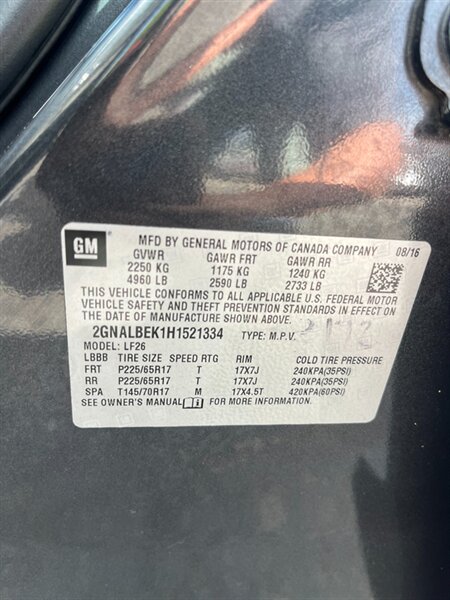 GM MFD BY GENERAL MOTORS OF CANADA COMPANY 08/16
GVWR GAWR FRT GAWR RR
2250 KG 1175 KG 1240 KG
4960 LB 2590 LB 2733 LB
THIS VEHICLE CONFORMS TO ALL APPLICABLE U.S. FEDERAL MOTOR
VEHICLE SAFETY AND THEFT PREVENTION STANDARDS IN EFFECT ON
THE DATE OF MANUFACTURE SHOWN ABOVE.
2GNALBEK1H1521334 TYPE: M.P.V.
MODEL: LF26
LBBB TIRE SIZE SPEED RTG RIM COLD TIRE PRESSURE
FRT P225/65R17 T 17X7J 240KPA(35PSI)
RR P225/65R17 T 17X7J 240KPA(35PSI)
SPA T145/70R17 M 17X4.5T 420KPA(60PSI)
SEE OWNER'S MANUAL FOR MORE INFORMATION.